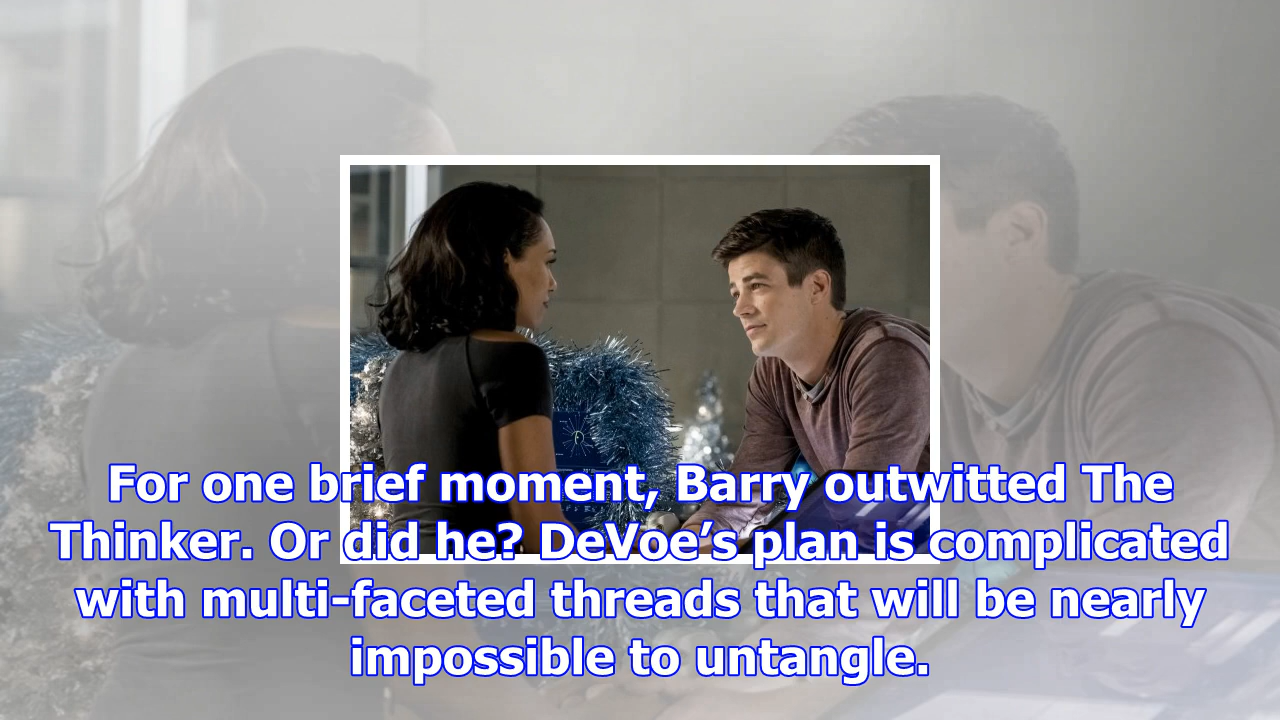 For one brief moment, Barry outwitted The
Thinker. Or did he? DeVoe’s plan is complicated
with multi-faceted threads that will be nearly
impossible to untangle.